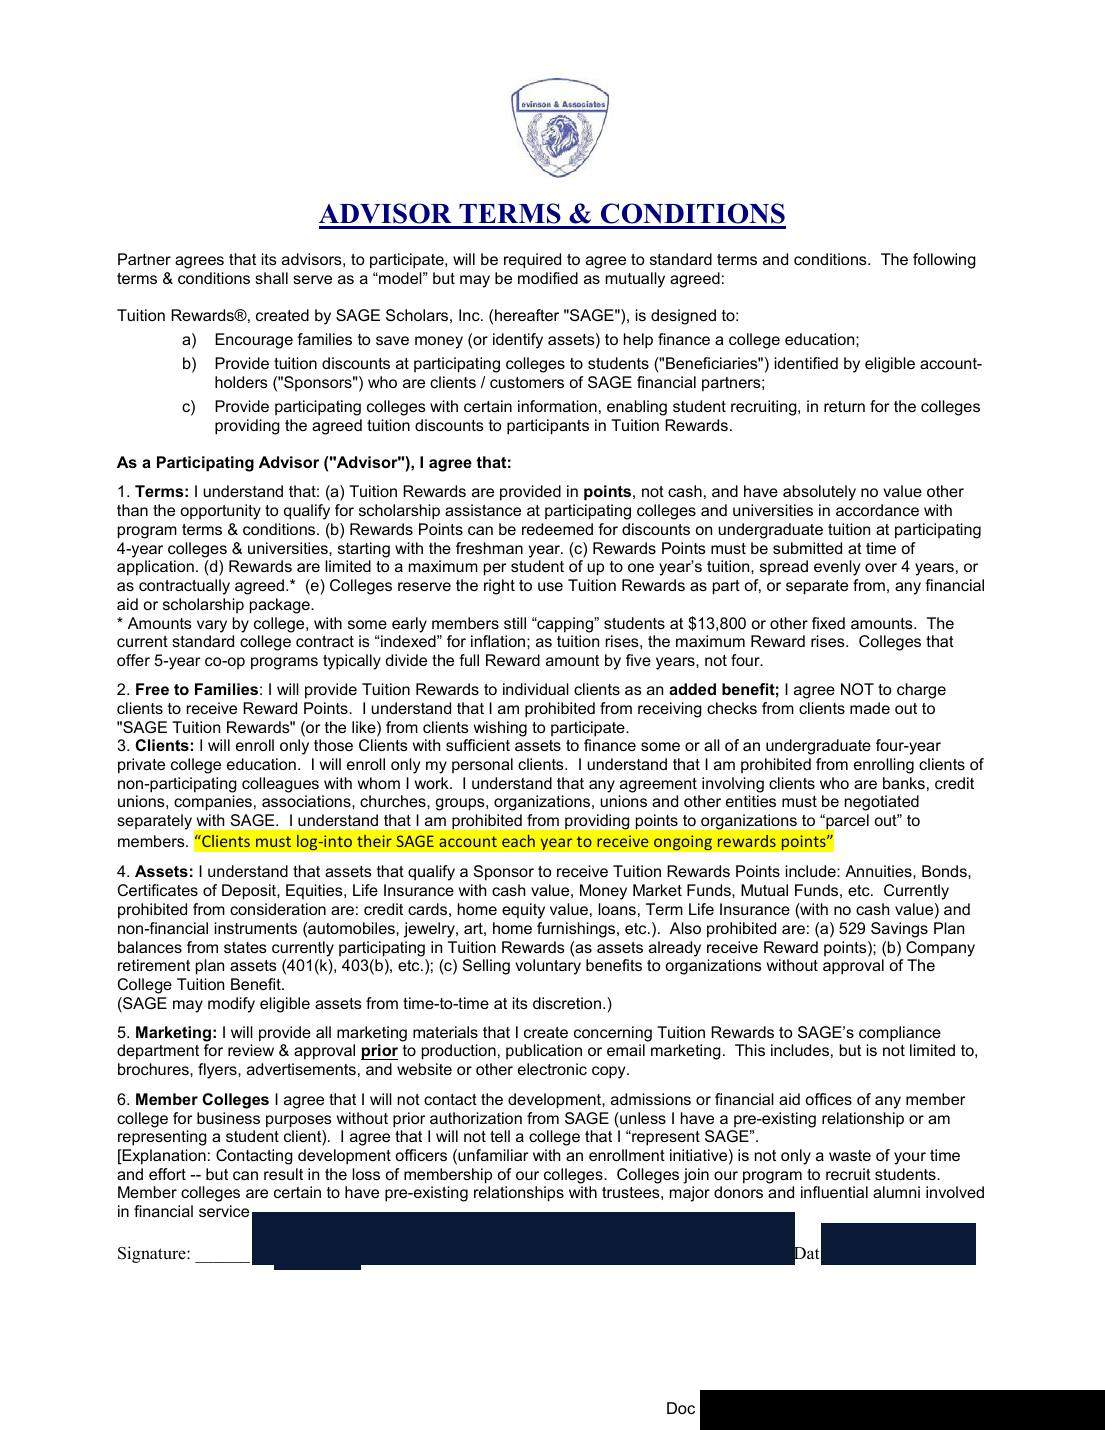 Levinson & Associates
ADVISOR TERMS & CONDITIONS
Partner agrees that its advisors, to participate, will be required to agree to standard terms and conditions.  The following
terms & conditions shall serve as a “model” but may be modified as mutually agreed:
Tuition Rewards®, created by SAGE Scholars, Inc. (hereafter "SAGE"), is designed to:
a) Encourage families to save money (or identify assets) to help finance a college education;
b) Provide tuition discounts at participating colleges to students ("Beneficiaries") identified by eligible account-
holders ("Sponsors") who are clients / customers of SAGE financial partners;
c) Provide participating colleges with certain information, enabling student recruiting, in return for the colleges
providing the agreed tuition discounts to participants in Tuition Rewards.
As a Participating Advisor ("Advisor"), I agree that:
1. Terms: I understand that: (a) Tuition Rewards are provided in points, not cash, and have absolutely no value other
than the opportunity to qualify for scholarship assistance at participating colleges and universities in accordance with
program terms & conditions. (b) Rewards Points can be redeemed for discounts on undergraduate tuition at participating
4-year colleges & universities, starting with the freshman year. (c) Rewards Points must be submitted at time of
application. (d) Rewards are limited to a maximum per student of up to one year’s tuition, spread evenly over 4 years, or
as contractually agreed.*  (e) Colleges reserve the right to use Tuition Rewards as part of, or separate from, any financial
aid or scholarship package.
* Amounts vary by college, with some early members still “capping” students at $13,800 or other fixed amounts.  The
current standard college contract is “indexed” for inflation; as tuition rises, the maximum Reward rises.  Colleges that
offer 5-year co-op programs typically divide the full Reward amount by five years, not four.
2. Free to Families: I will provide Tuition Rewards to individual clients as an added benefit; I agree NOT to charge
clients to receive Reward Points.  I understand that I am prohibited from receiving checks from clients made out to
"SAGE Tuition Rewards" (or the like) from clients wishing to participate.
3. Clients: I will enroll only those Clients with sufficient assets to finance some or all of an undergraduate four-year
private college education.  I will enroll only my personal clients.  I understand that I am prohibited from enrolling clients of
non-participating colleagues with whom I work.  I understand that any agreement involving clients who are banks, credit
unions, companies, associations, churches, groups, organizations, unions and other entities must be negotiated
separately with SAGE.  I understand that I am prohibited from providing points to organizations to “parcel out” to
members. “Clients must log-into their SAGE account each year to receive ongoing rewards points”
4. Assets: I understand that assets that qualify a Sponsor to receive Tuition Rewards Points include: Annuities, Bonds,
Certificates of Deposit, Equities, Life Insurance with cash value, Money Market Funds, Mutual Funds, etc.  Currently
prohibited from consideration are: credit cards, home equity value, loans, Term Life Insurance (with no cash value) and
non-financial instruments (automobiles, jewelry, art, home furnishings, etc.).  Also prohibited are: (a) 529 Savings Plan
balances from states currently participating in Tuition Rewards (as assets already receive Reward points); (b) Company
retirement plan assets (401(k), 403(b), etc.); (c) Selling voluntary benefits to organizations without approval of The
College Tuition Benefit.
(SAGE may modify eligible assets from time-to-time at its discretion.)
5. Marketing: I will provide all marketing materials that I create concerning Tuition Rewards to SAGE’s compliance
department for review & approval prior to production, publication or email marketing.  This includes, but is not limited to,
brochures, flyers, advertisements, and website or other electronic copy.
6. Member Colleges I agree that I will not contact the development, admissions or financial aid offices of any member
college for business purposes without prior authorization from SAGE (unless I have a pre-existing relationship or am
representing a student client).  I agree that I will not tell a college that I “represent SAGE”.
[Explanation: Contacting development officers (unfamiliar with an enrollment initiative) is not only a waste of your time
and effort -- but can result in the loss of membership of our colleges.  Colleges join our program to recruit students.
Member colleges are certain to have pre-existing relationships with trustees, major donors and influential alumni involved
in financial service
Signature: ______ Dat
Doc